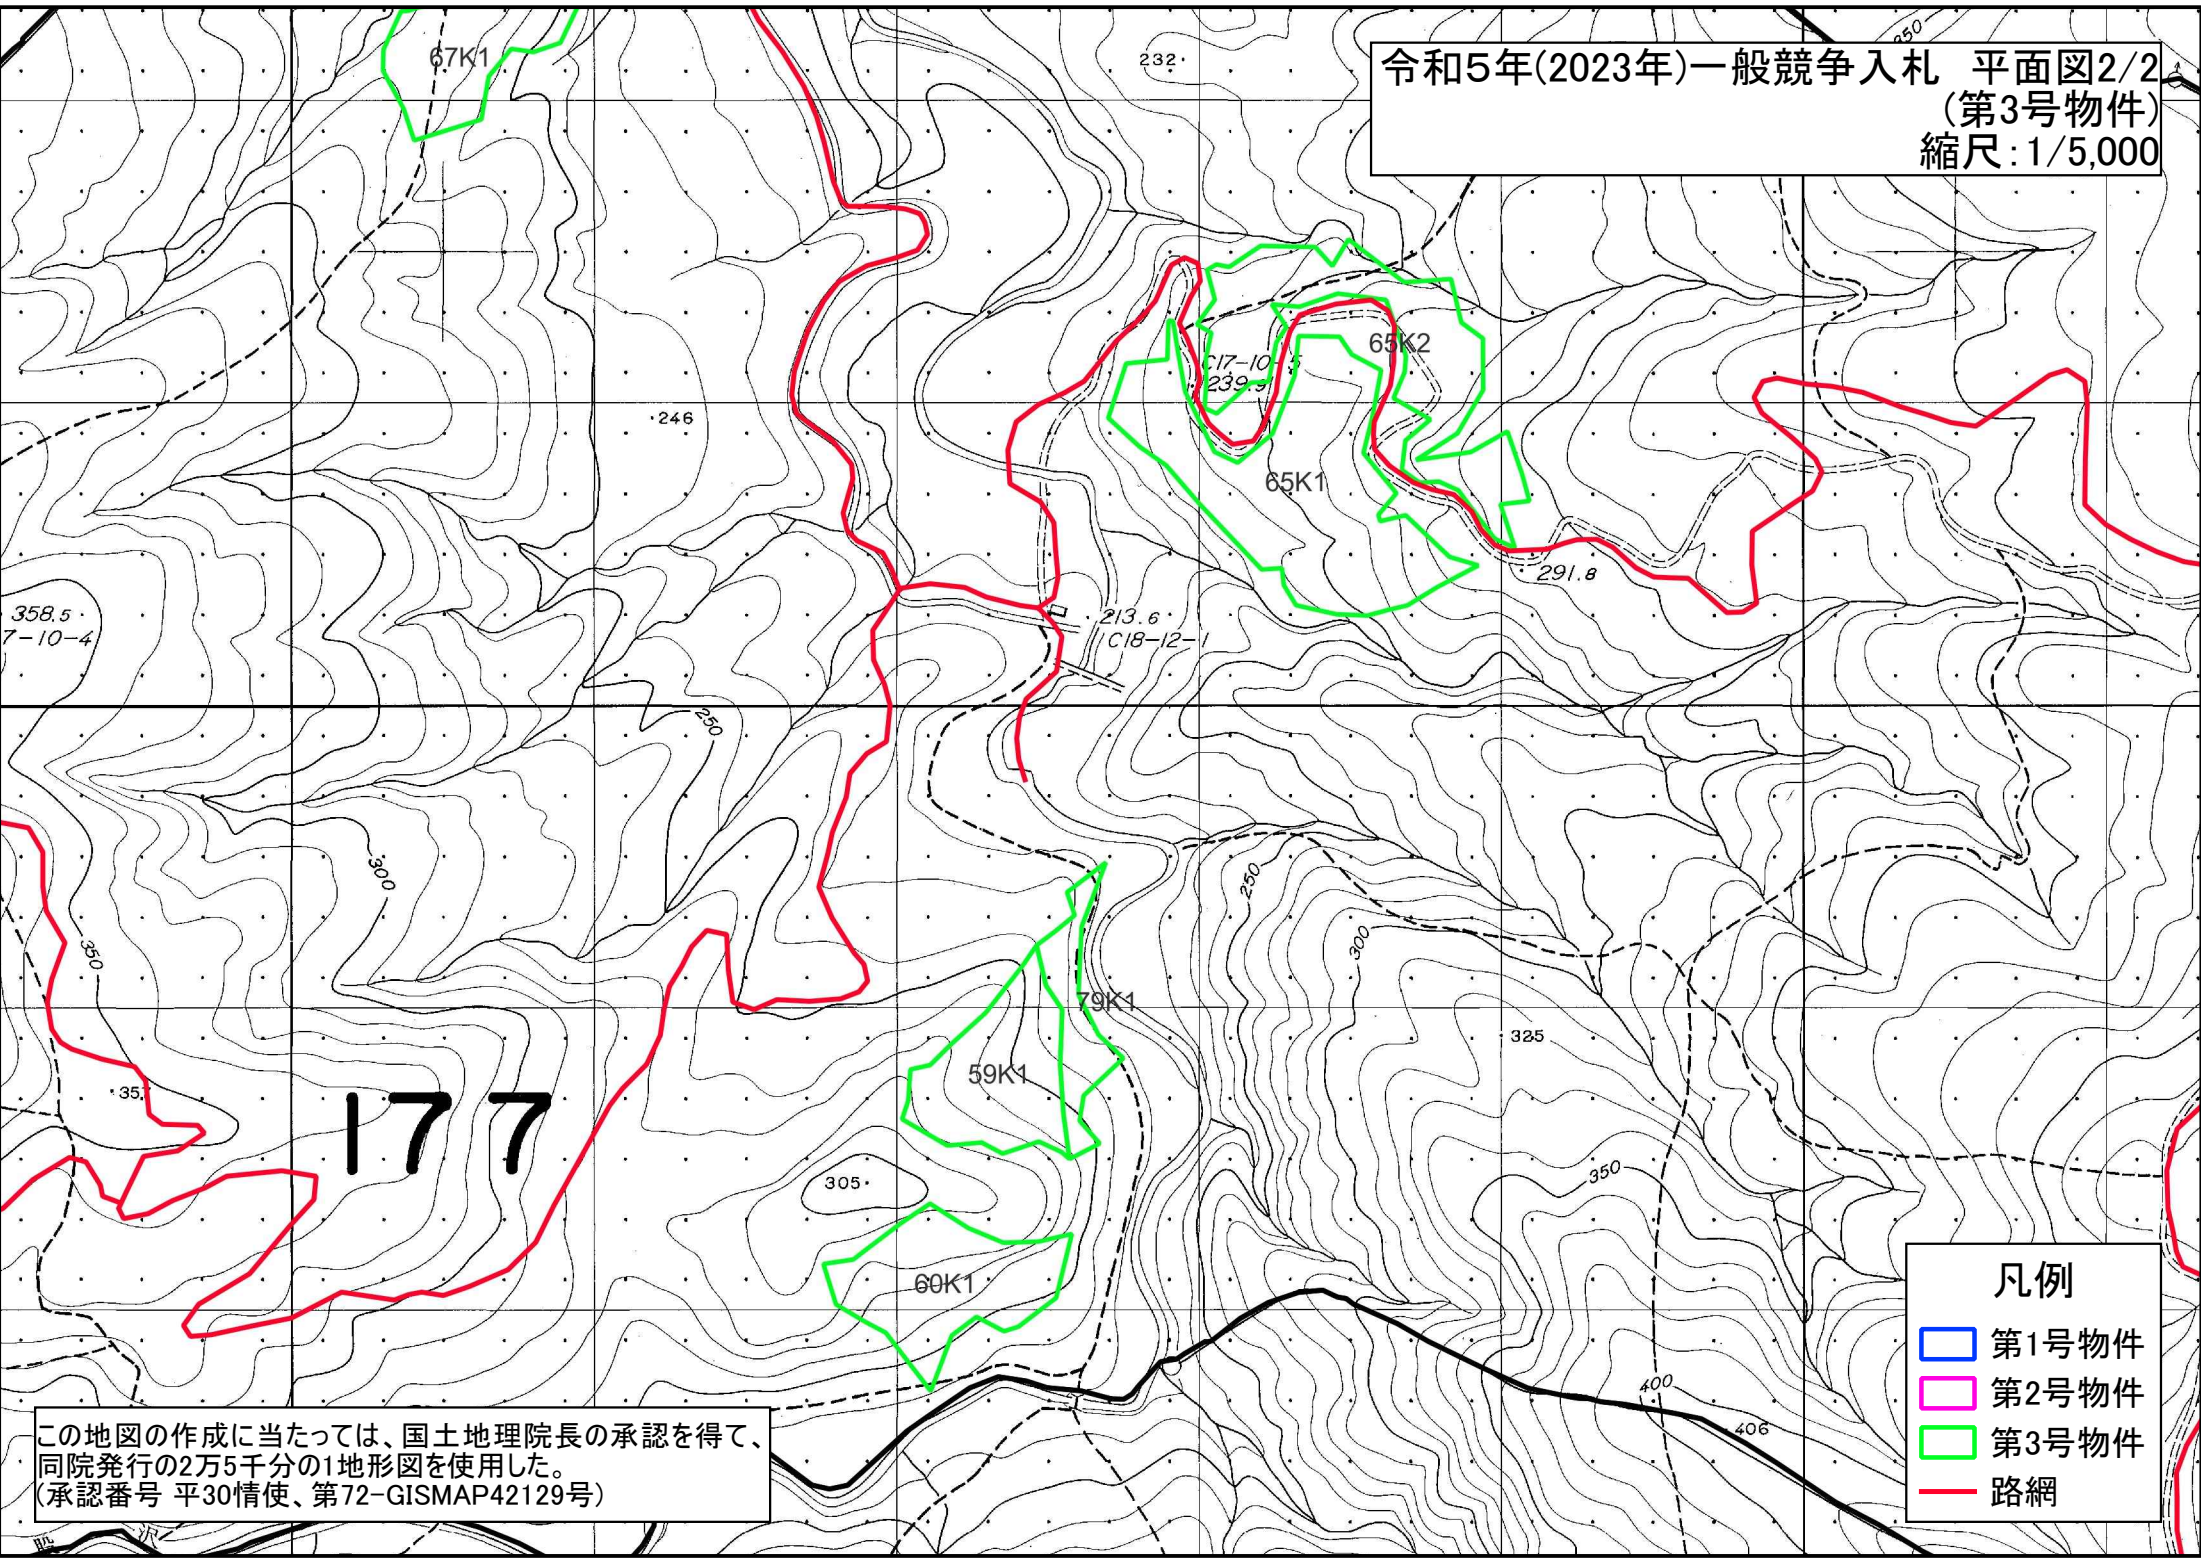 令和5年(2023年)一般競争入札　平面図2/2
(第3号物件)
縮尺:1/5,000
67K1
232
350
65K2
C17-10-5
239.9
246
65K1
291.8
358.5
7-10-4
213.6
C18-12-1
250
300
250
350
300
79K1
325
59K1
357
177
305
350
60K1
400
406
凡例
第1号物件
第2号物件
第3号物件
路網
この地図の作成に当たっては、国土地理院長の承認を得て、
同院発行の2万5千分の1地形図を使用した。
(承認番号 平30情使、第72-GISMAP42129号)
沢